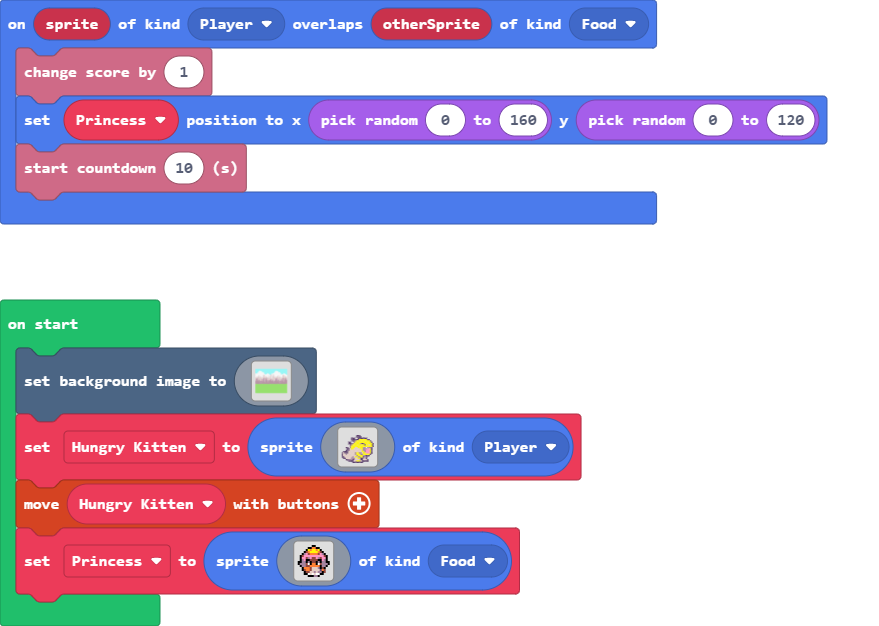 on sprite of kind Player overlaps otherSprite of kind Food
change score by 1
set Princess position to x pick random 0 to 160 y pick random 0 to 120
start countdown 10 (s)
on start
set background image to
set Hungry Kitten to sprite of kind Player
move Hungry Kitten with buttons
set Princess to sprite of kind Food